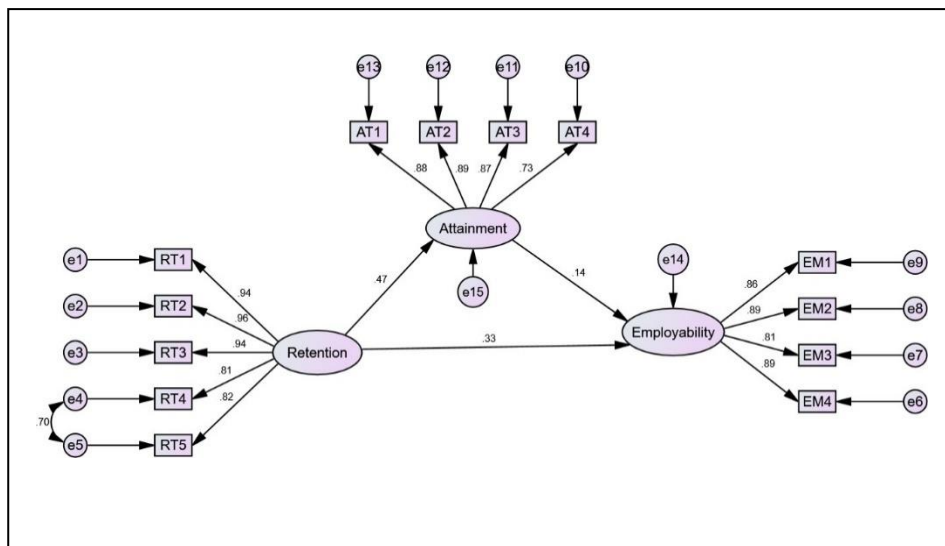 e13
e12
e11
e10
AT1
AT2
AT3
AT4
.88
.89
.87
.73
Attainment
e15
.47
.14
e14
e1
RT1
e2
RT2
e3
RT3
e4
RT4
e5
RT5
.70
.94
.96
.94
.81
.82
Retention
.33
Employability
.86
.89
.81
.89
EM1
e9
EM2
e8
EM3
e7
EM4
e6